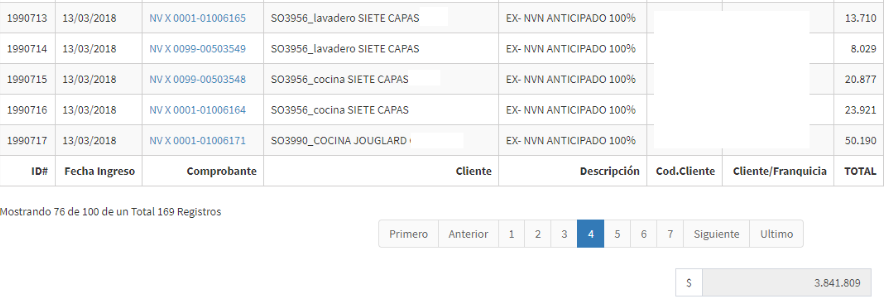 1990713 13/03/2018 NV X 0001-01006165 SO3956_lavadero SIETE CAPAS EX- NVN ANTICIPADO 100% 13.710
1990714 13/03/2018 NV X 0099-00503549 SO3956_lavadero SIETE CAPAS EX- NVN ANTICIPADO 100% 8.029
1990715 13/03/2018 NV X 0099-00503548 SO3956_cocina SIETE CAPAS EX- NVN ANTICIPADO 100% 20.877
1990716 13/03/2018 NV X 0001-01006164 SO3956_cocina SIETE CAPAS EX- NVN ANTICIPADO 100% 23.921
1990717 13/03/2018 NV X 0001-01006171 SO3990_COCINA JOUGLARD EX- NVN ANTICIPADO 100% 50.190
ID# Fecha Ingreso Comprobante Cliente Descripción Cod.Cliente Cliente/Franquicia TOTAL
Mostrando 76 de 100 de un Total 169 Registros
Primero Anterior 1 2 3 4 5 6 7 Siguiente Ultimo
$ 3.841.809